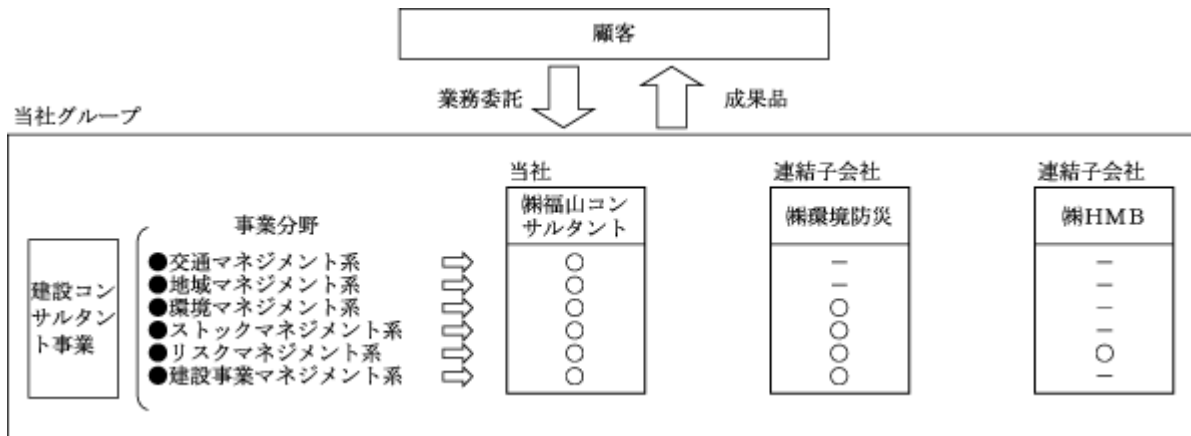 顧客
業務委託
成果品
当社グループ
当社
連結子会社
連結子会社
㈱福山コン
サルタント
㈱環境防災
㈱HMB
事業分野
建設コン
サルタン
ト事業
●交通マネジメント系 ○ － －
●地域マネジメント系 ○ － －
●環境マネジメント系 ○ ○ －
●ストックマネジメント系 ○ ○ －
●リスクマネジメント系 ○ ○ ○
●建設事業マネジメント系 ○ ○ －